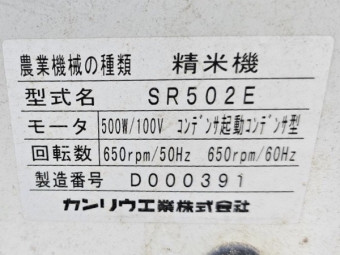 農業機械の種類 精米機
型式名 SR502E
モータ 500W/100V コンデンサ起動コンデンサ型
回転数 650rpm/50Hz 650rpm/60Hz
製造番号 D000391
カンリウ工業株式会社